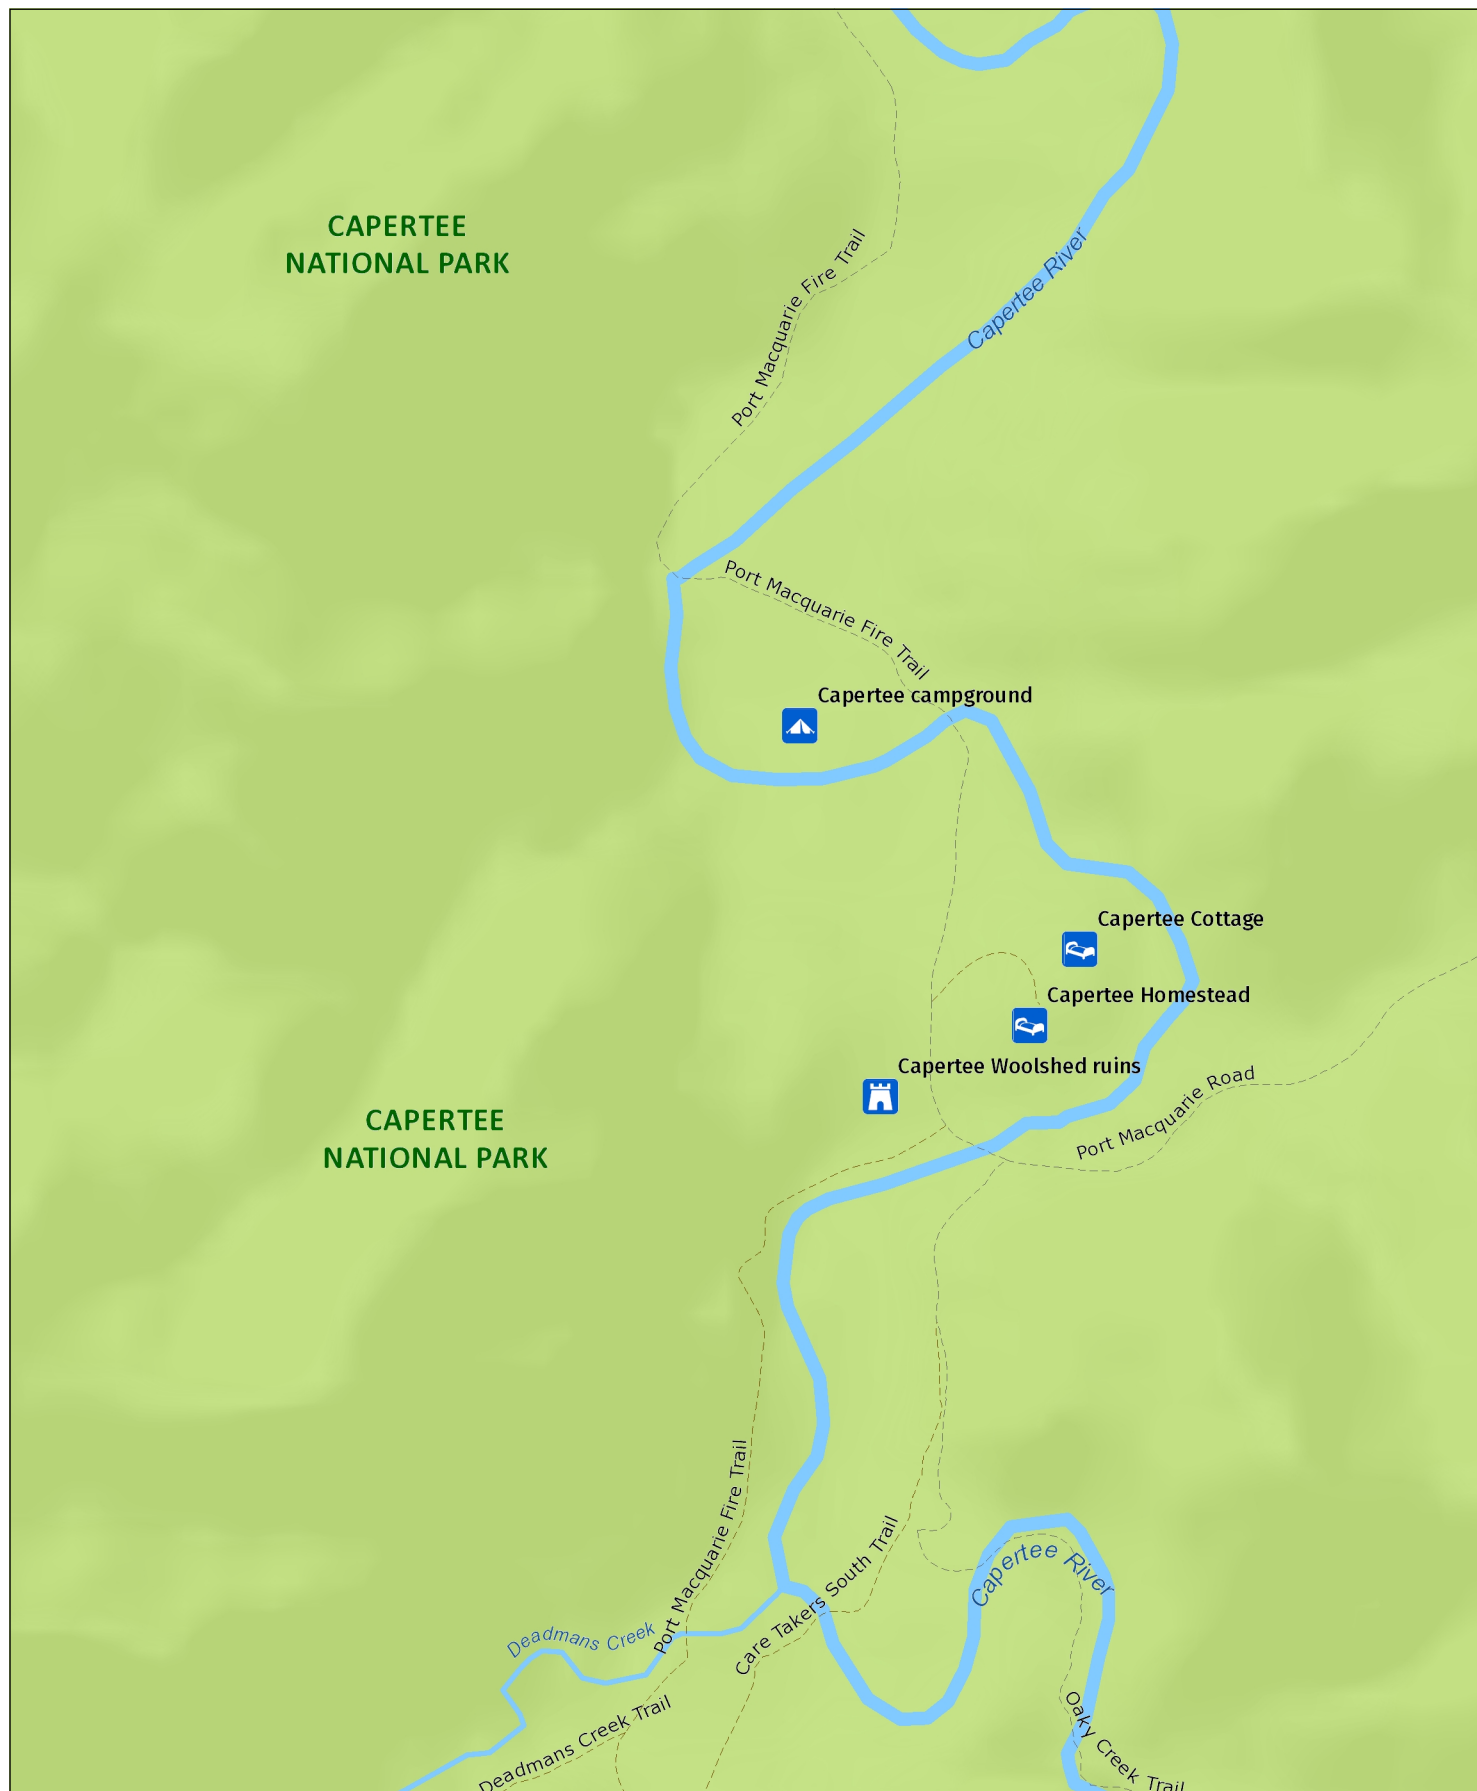 CAPERTEE
NATIONAL PARK
Port Macquarie Fire Trail
Capertee River
Port Macquarie Fire Trail
Capertee campground
Capertee Cottage
Capertee Homestead
Capertee Woolshed ruins
Port Macquarie Road
CAPERTEE
NATIONAL PARK
Port Macquarie Fire Trail
Care Takers South Trail
Capertee River
Deadmans Creek
Deadmans Creek Trail
Oaky Creek Trail